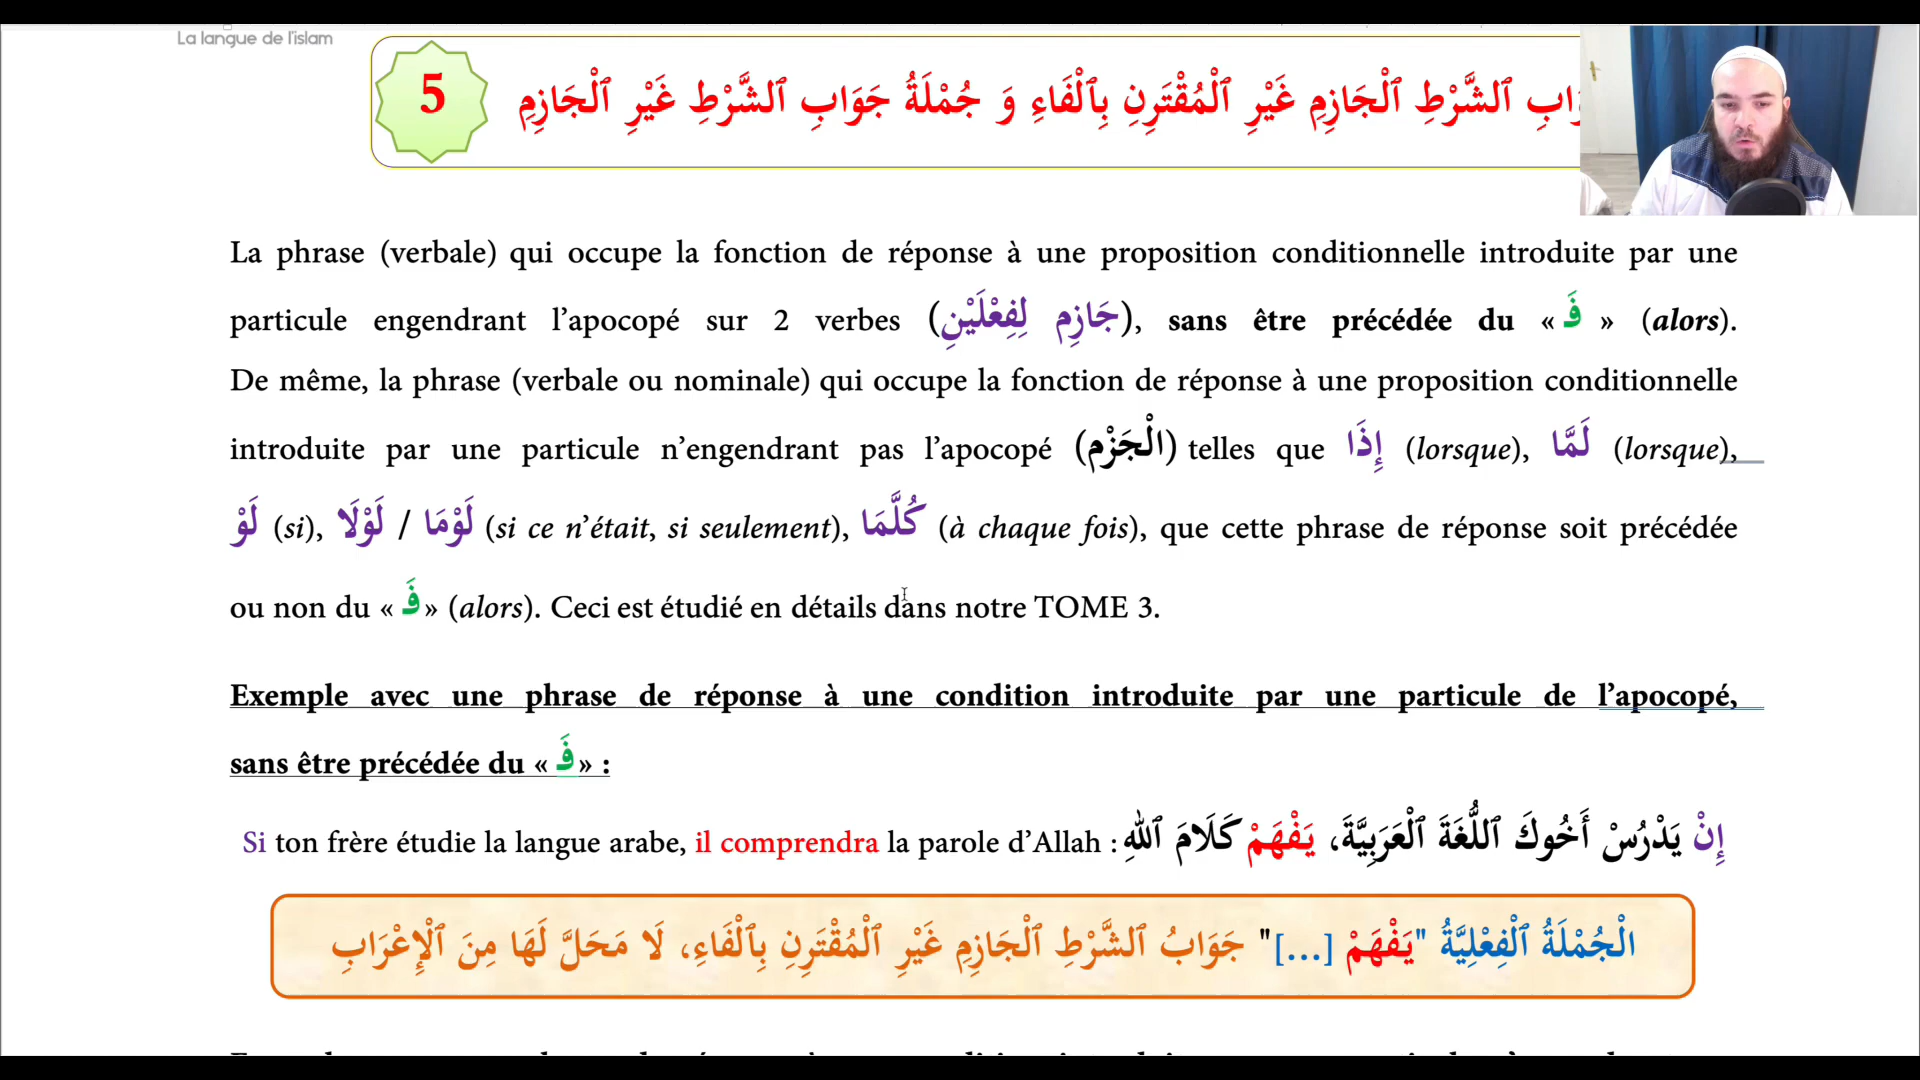 La langue de l'islam
5
ٱلشَّرْطِ ٱلْجَازِمِ غَيْرِ ٱلْمُقْتَرِنِ بِٱلْفَاءِ وَ جُمْلَةُ جَوَابِ ٱلشَّرْطِ غَيْرِ ٱلْجَازِمِ
La phrase (verbale) qui occupe la fonction de réponse à une proposition conditionnelle introduite par une
particule engendrant l'apocopé sur 2 verbes (جَازِم لِفِعْلَيْنِ), sans être précédée du « فَـ » (alors).
De même, la phrase (verbale ou nominale) qui occupe la fonction de réponse à une proposition conditionnelle
introduite par une particule n'engendrant pas l'apocopé (الْجَزْم) telles que إِذَا (lorsque), لَمَّا (lorsque),
لَوْ (si), لَوْلَا / لَوْمَا (si ce n'était, si seulement), كُلَّمَا (à chaque fois), que cette phrase de réponse soit précédée
ou non du « فَـ » (alors). Ceci est étudié en détails dans notre TOME 3.
Exemple avec une phrase de réponse à une condition introduite par une particule de l'apocopé,
sans être précédée du « فَـ » :
Si ton frère étudie la langue arabe, il comprendra la parole d'Allah : إِنْ يَدْرُسْ أَخُوكَ ٱللُّغَةَ ٱلْعَرَبِيَّةَ، يَفْهَمْ كَلَامَ ٱللهِ
الْجُمْلَةُ ٱلْفِعْلِيَّةُ "يَفْهَمْ [...]" جَوَابُ ٱلشَّرْطِ ٱلْجَازِمِ غَيْرِ ٱلْمُقْتَرِنِ بِٱلْفَاءِ، لَا مَحَلَّ لَهَا مِنَ ٱلْإِعْرَابِ